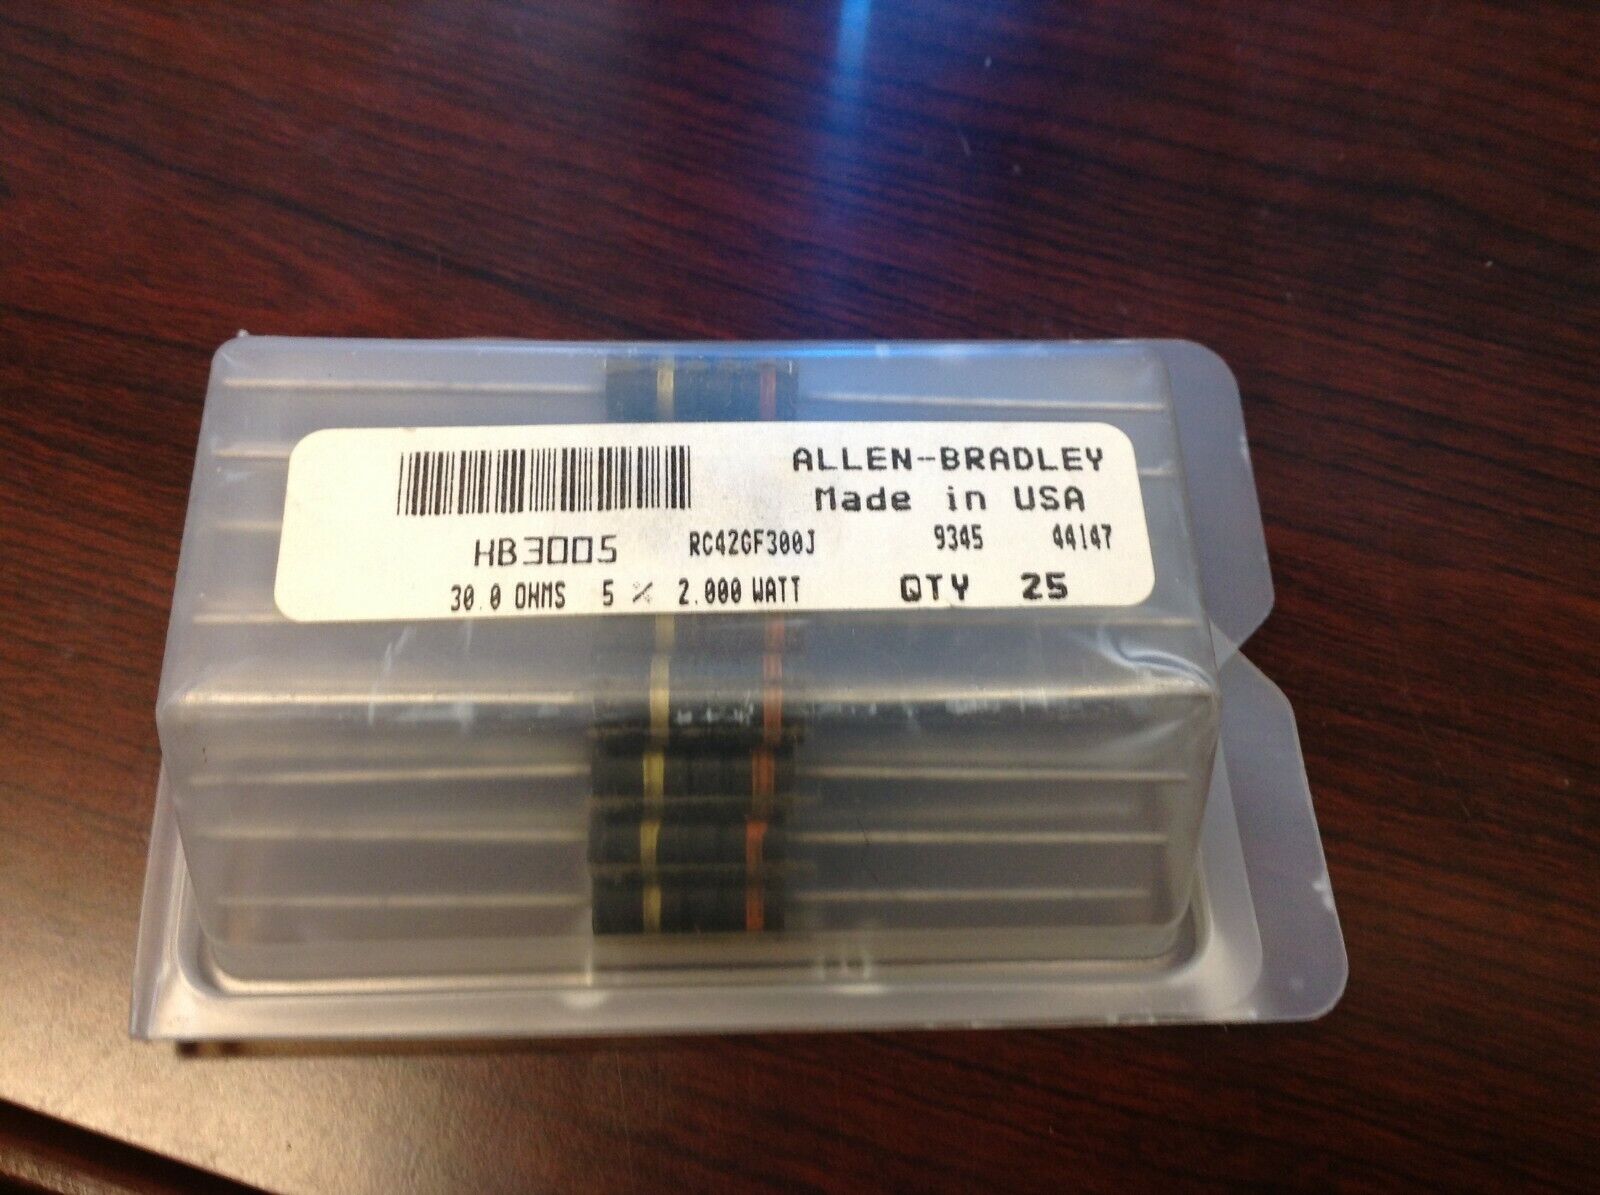 ALLEN-BRADLEY
Made in USA
HB3005 RC42GF300J 9345 44147
30.0 OHMS 5 % 2.000 WATT QTY 25